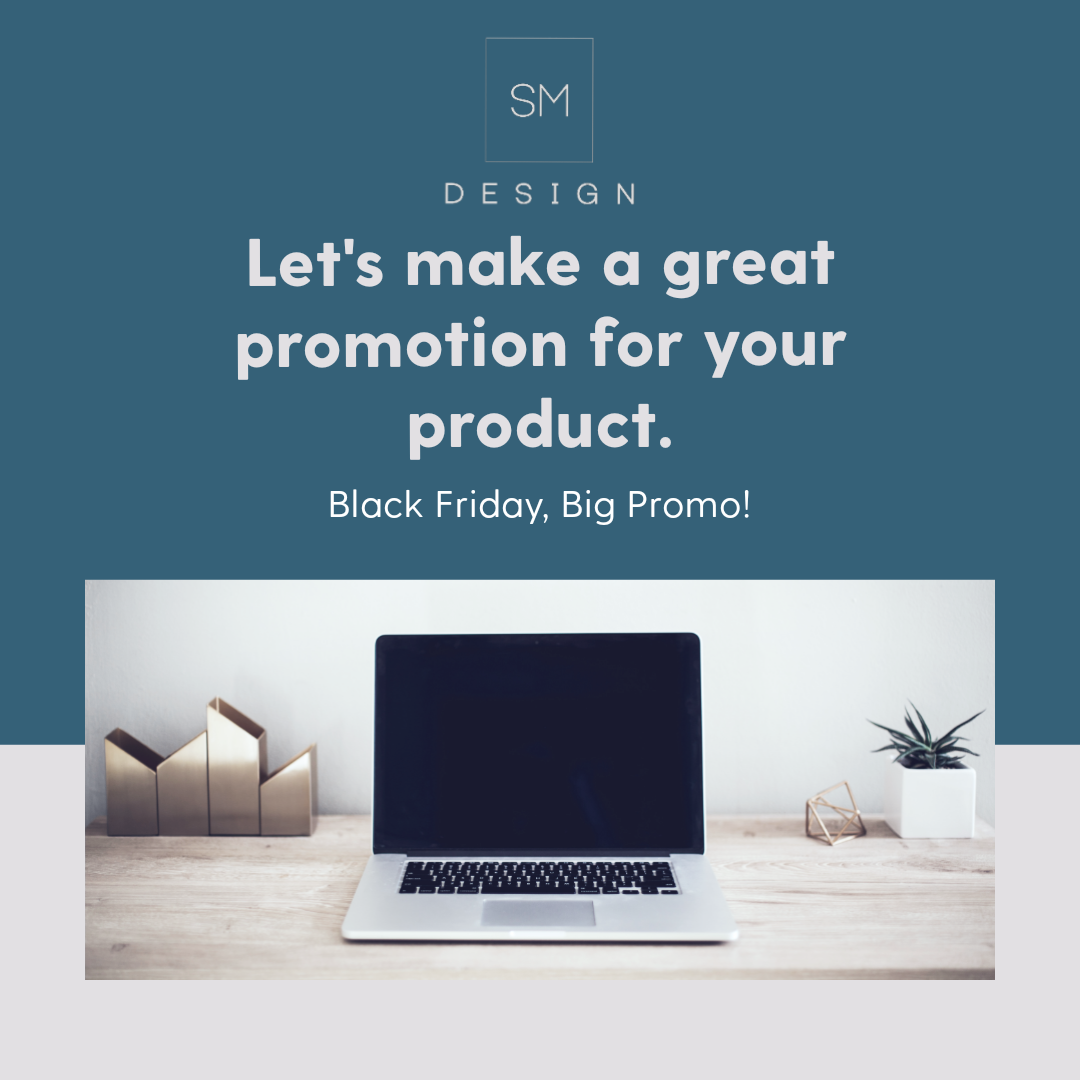 SM
DESIGN
Let's make a great
promotion for your
product.
Black Friday, Big Promo!